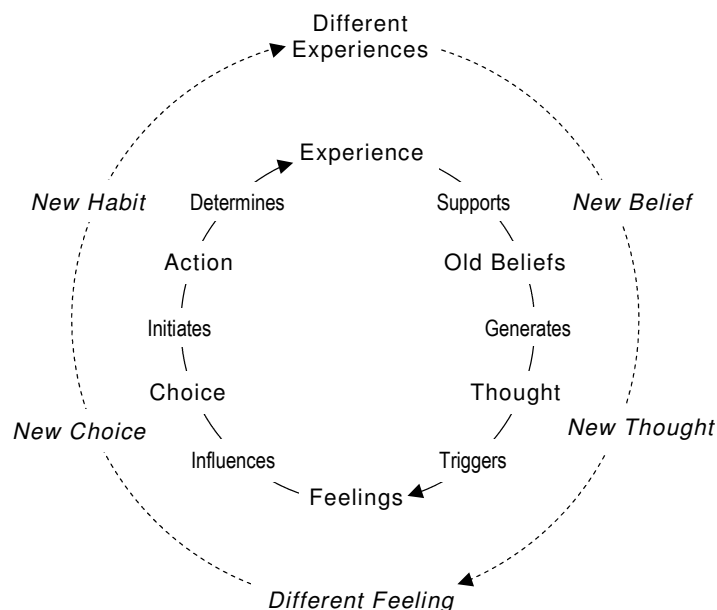 Different
Experiences
Experience
New Habit
Determines
Supports
New Belief
Action
Old Beliefs
Initiates
Generates
Choice
Thought
New Choice
New Thought
Influences
Triggers
Feelings
Different Feeling